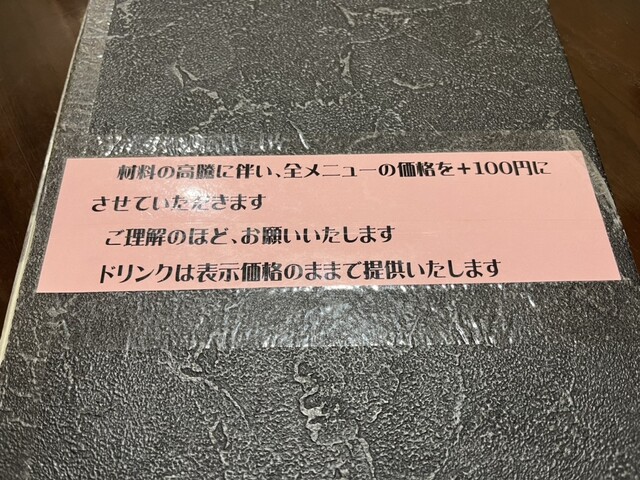 材料の高騰に伴い、全メニューの価格を+100円に
させていただきます
ご理解のほど、お願いいたします
ドリンクは表示価格のままで提供いたします